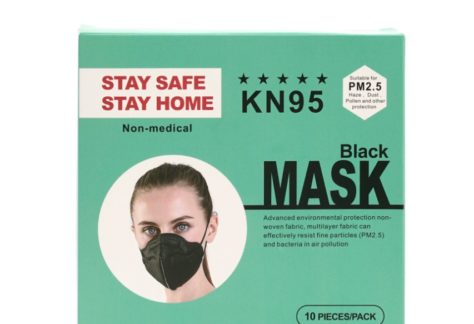 STAY SAFE
STAY HOME
Non-medical
★★★★★
KN95
Suitable for
PM2.5
Haze, Dust,
Pollen and other
protection
Black
MASK
Advanced environmental protection non-
woven fabric, multilayer fabric can
effectively resist fine particles (PM2.5)
and bacteria in air pollution
10 PIECES/PACK